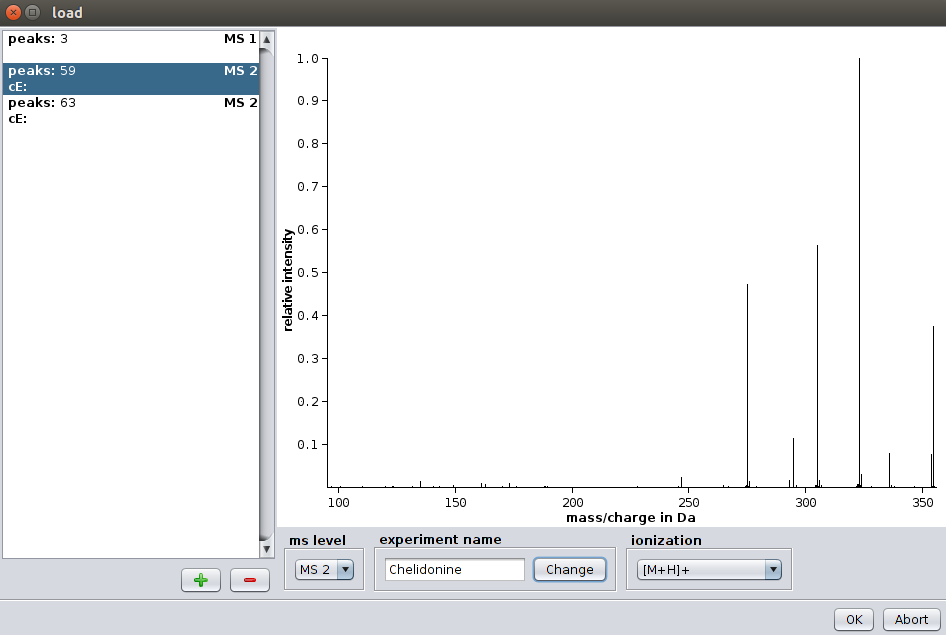 load
peaks: 3 MS 1
peaks: 59 MS 2
cE:
peaks: 63 MS 2
cE:
1.0
0.9
0.8
0.7
0.6
0.5
0.4
0.3
0.2
0.1
relative intensity
100 150 200 250 300 350
mass/charge in Da
ms level experiment name ionization
MS 2 Chelidonine Change [M+H]+
OK Abort